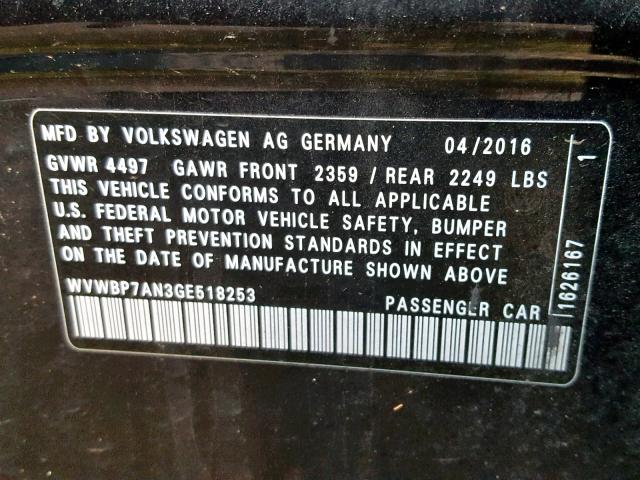 MFD BY VOLKSWAGEN AG GERMANY 04/2016
GVWR 4497 GAWR FRONT 2359 / REAR 2249 LBS
THIS VEHICLE CONFORMS TO ALL APPLICABLE
U.S. FEDERAL MOTOR VEHICLE SAFETY, BUMPER
AND THEFT PREVENTION STANDARDS IN EFFECT
ON THE DATE OF MANUFACTURE SHOWN ABOVE
WVWBP7AN3GE518253 PASSENGER CAR
1626167 1